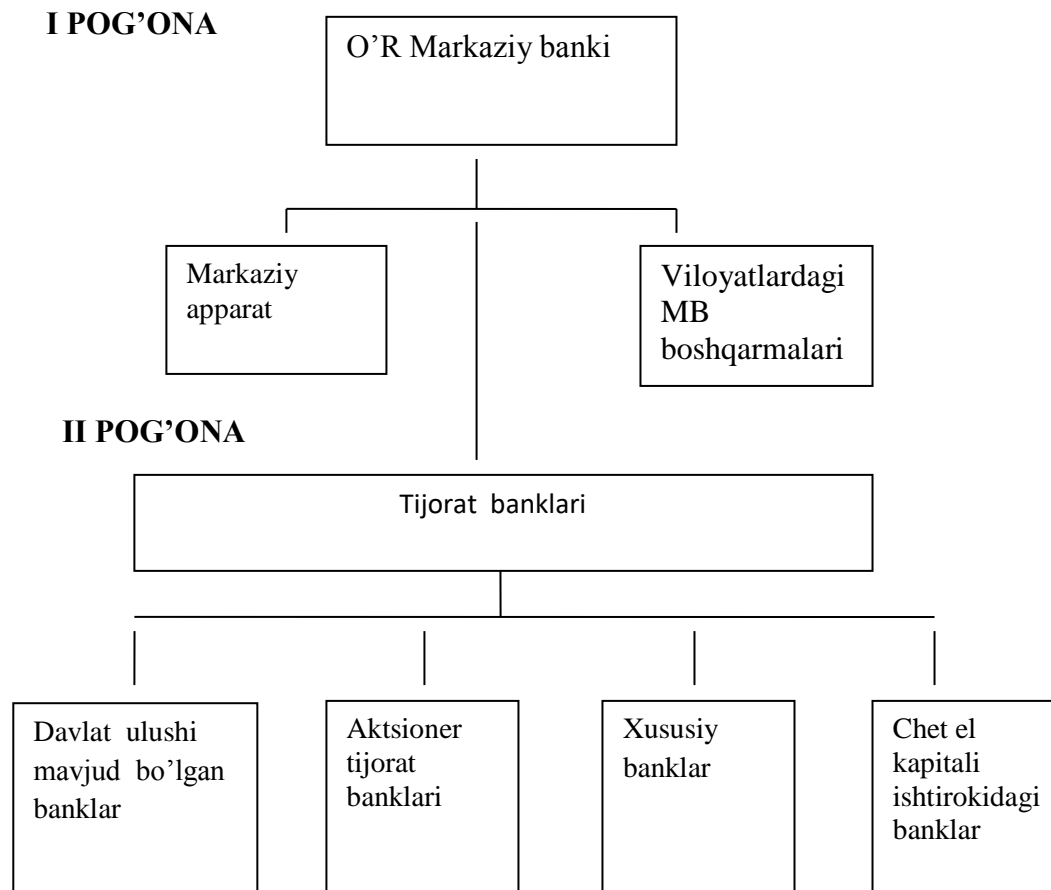 I POG’ONA
O’R Markaziy banki
Markaziy
apparat
Viloyatlardagi
MB
boshqarmalari
II POG’ONA
Tijorat banklari
Davlat ulushi
mavjud bo’lgan
banklar
Aktsioner
tijorat
banklari
Xususiy
banklar
Chet el
kapitali
ishtirokidagi
banklar